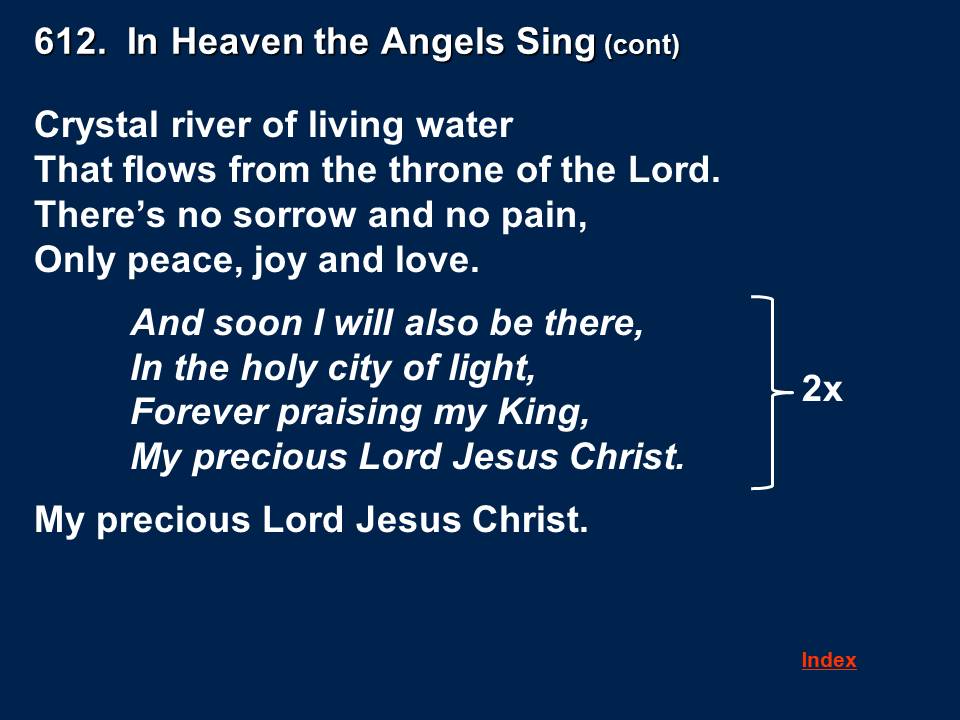 612.  In Heaven the Angels Sing (cont)
Crystal river of living water
That flows from the throne of the Lord.
There’s no sorrow and no pain,
Only peace, joy and love.
And soon I will also be there,
In the holy city of light,
Forever praising my King,
My precious Lord Jesus Christ.
2x
My precious Lord Jesus Christ.
Index